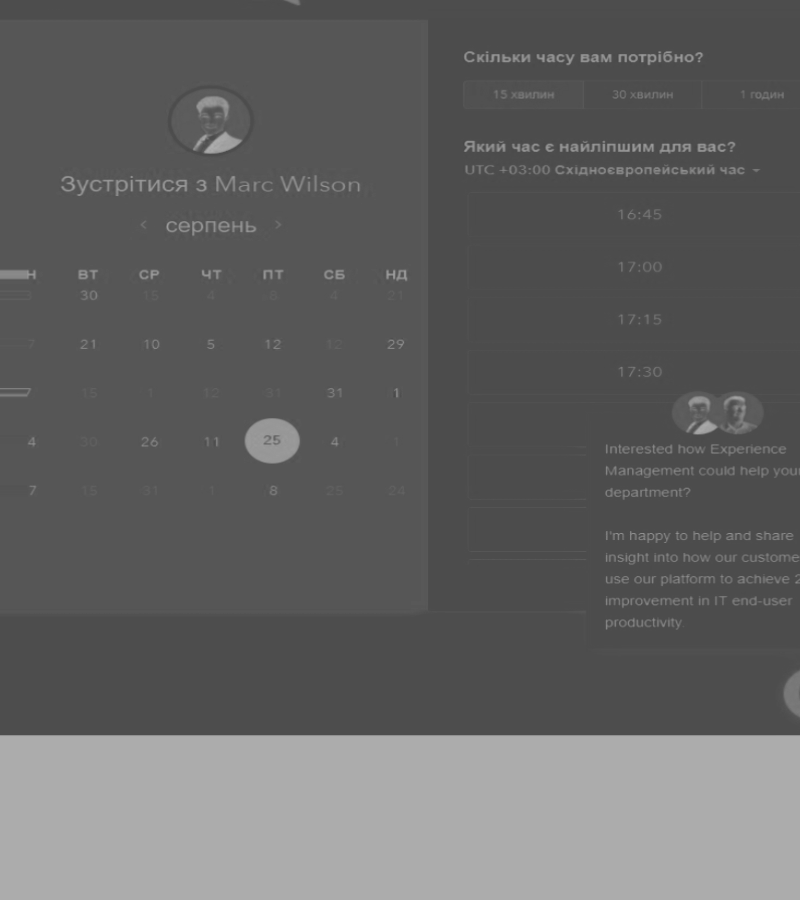 Зустрітися з Marc Wilson
серпень
Н ВТ СР ЧТ ПТ СБ НД
30 15 4 8 4 21
7 21 10 5 12 12 29
15 1 12 31 31 1
4 30 26 11 25 4 1
7 15 31 1 8 25 24
Скільки часу вам потрібно?
15 хвилин 30 хвилин 1 годин
Який час є найліпшим для вас?
UTC +03:00 Східноєвропейський час
16:45
17:00
17:15
17:30
Interested how Experience
Management could help your
department?
I'm happy to help and share
insight into how our custome
use our platform to achieve 2
improvement in IT end-user
productivity